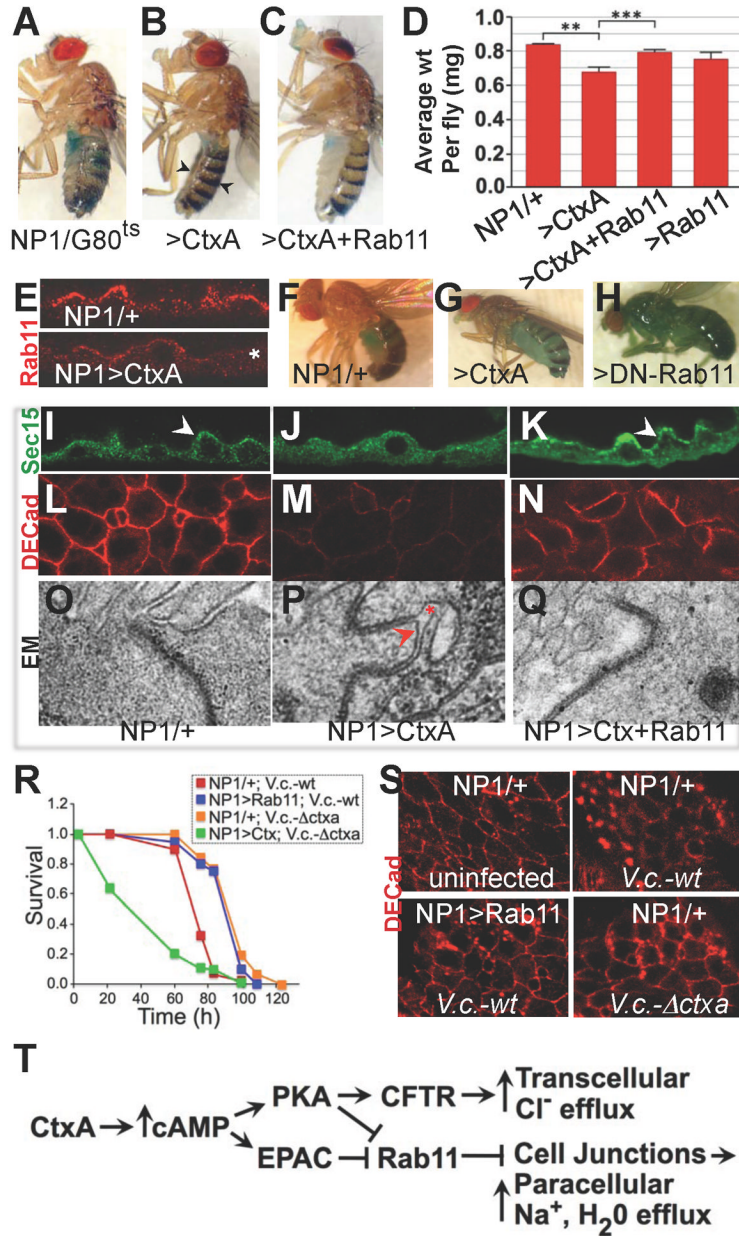 A
B
C
NP1/G80ts
>CtxA
>CtxA+Rab11
D
Average wt
Per fly (mg)
**
***
1.0
0.8
0.6
0.4
0.2
0.0
NP1/+
>CtxA
>CtxA+Rab11
>Rab11
E
Rab11
NP1/+
NP1>CtxA
*
F
NP1/+
G
>CtxA
H
>DN-Rab11
Sec15
I
J
K
DECad
L
M
N
EM
O
P
*
Q
NP1/+
NP1>CtxA
NP1>Ctx+Rab11
R
NP1/+; V.c.-wt
NP1>Rab11; V.c.-wt
NP1/+; V.c.-Δctxa
NP1>Ctx; V.c.-Δctxa
Survival
1.0
1.2
0.8
0.6
0.4
0.2
0.0
0
20
40
60
80
100
120
Time (h)
S
DECad
NP1/+
uninfected
NP1/+
V.c.-wt
NP1>Rab11
V.c.-wt
NP1/+
V.c.-Δctxa
T
CtxA → ↑cAMP
PKA → CFTR → ↑ Transcellular
Cl- efflux
EPAC ⊣ Rab11 ⊣ Cell Junctions →
↑ Paracellular
Na+, H20 efflux